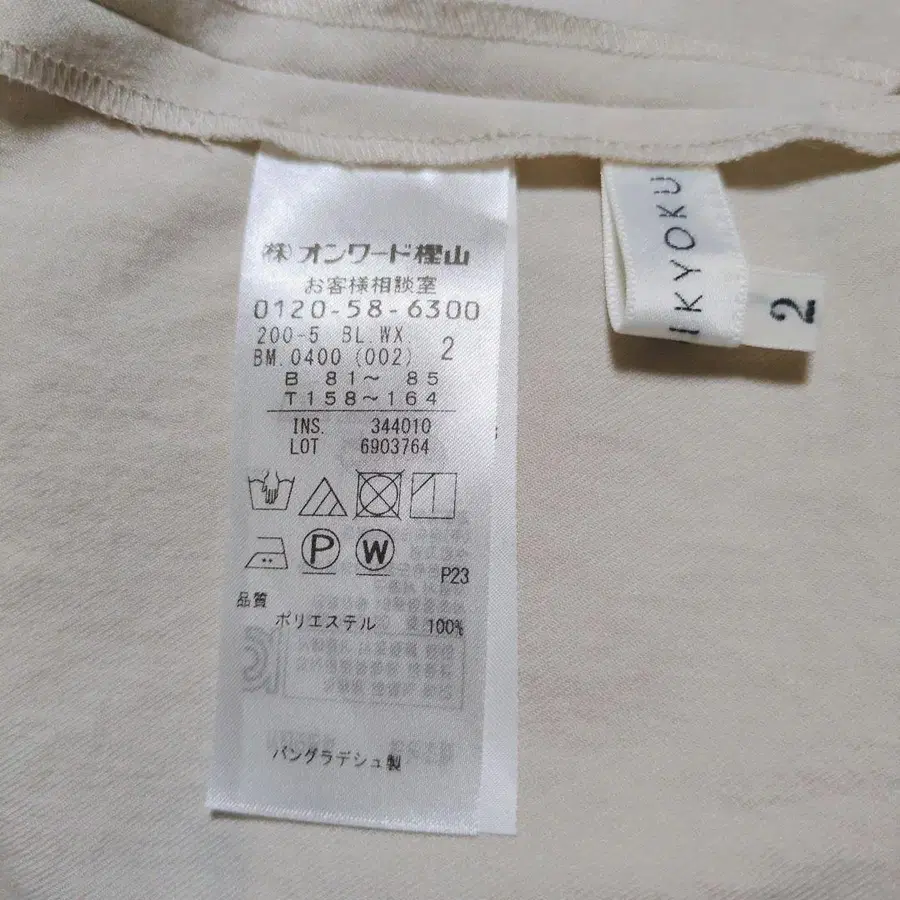 (株) オンワード樫山
お客様相談室
0120-58-6300
200-5 BL.WX.
BM.0400 (002) 2
B 81～ 85
T 158～164
INS. 344010
LOT 6903764
P
W
P23
品質
ポリエステル 100%
バングラデシュ製
IKYOKU
2